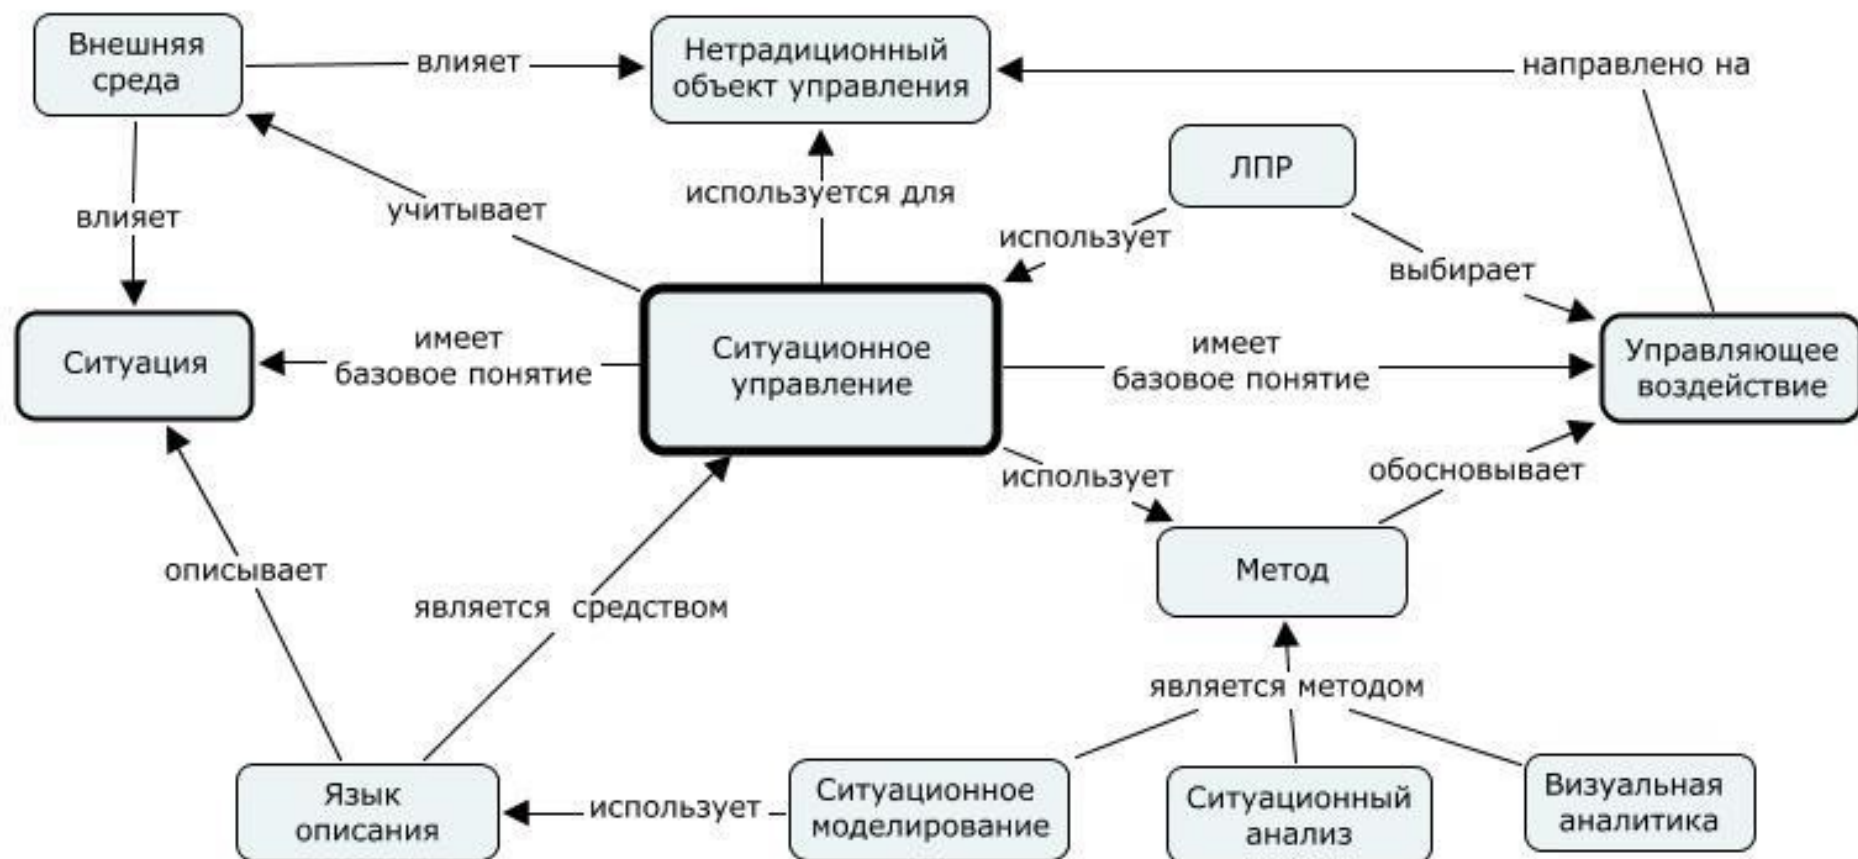 Внешняя
среда
влияет
Нетрадиционный
объект управления
направлено на
ЛПР
влияет
учитывает
используется для
использует
выбирает
Ситуация
имеет
базовое понятие
Ситуационное
управление
имеет
базовое понятие
Управляющее
воздействие
использует
обосновывает
описывает
является средством
Метод
является методом
Язык
описания
использует
Ситуационное
моделирование
Ситуационный
анализ
Визуальная
аналитика